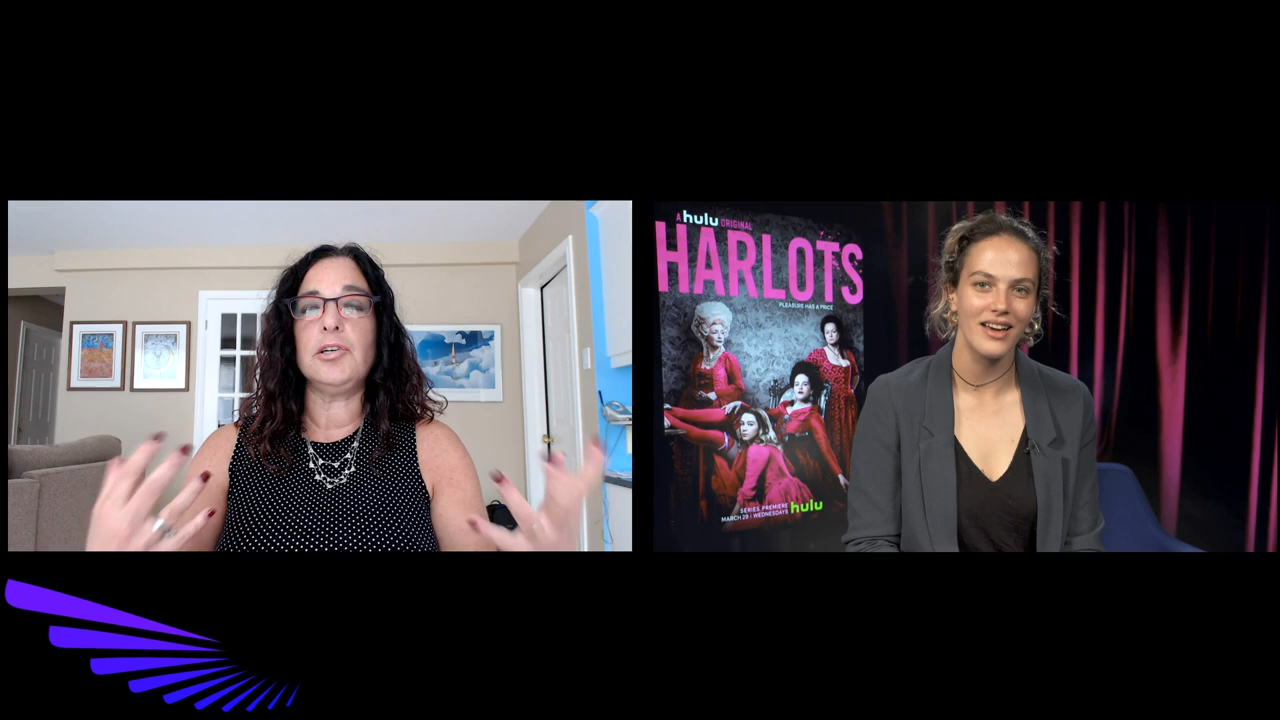 A hulu ORIGINAL
HARLOTS
PLEASURE HAS A PRICE
SERIES PREMIERE
MARCH 29 | WEDNESDAYS
hulu